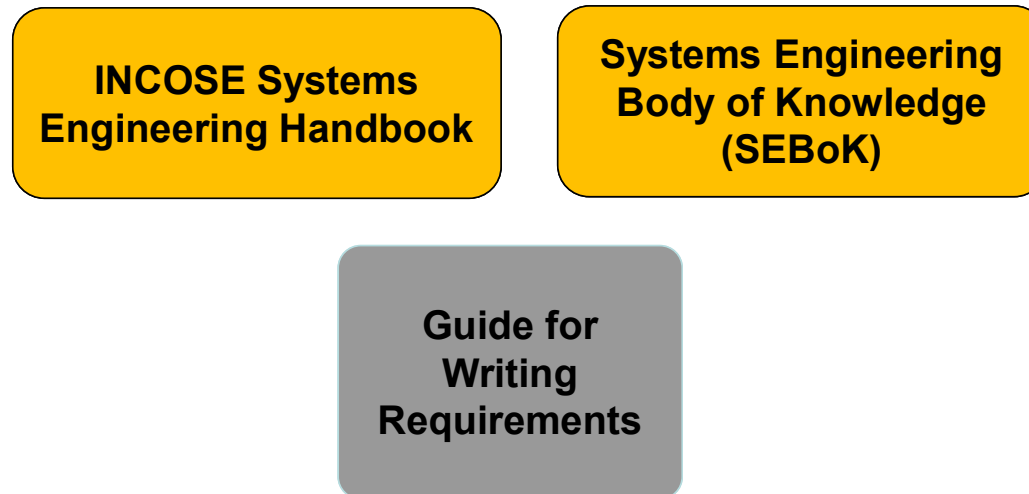 INCOSE Systems
Engineering Handbook
Systems Engineering
Body of Knowledge
(SEBoK)
Guide for
Writing
Requirements